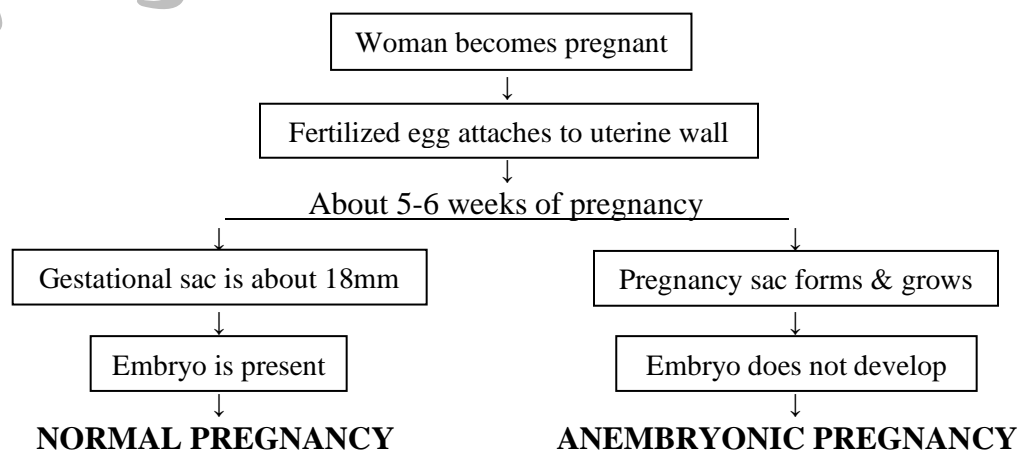 Woman becomes pregnant
↓
Fertilized egg attaches to uterine wall
↓
About 5-6 weeks of pregnancy
↓ ↓
Gestational sac is about 18mm
Pregnancy sac forms & grows
↓ ↓
Embryo is present
Embryo does not develop
↓ ↓
NORMAL PREGNANCY
ANEMBRYONIC PREGNANCY